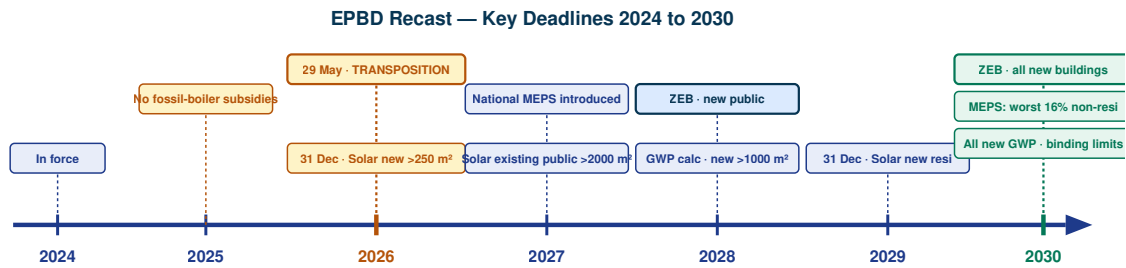 EPBD Recast — Key Deadlines 2024 to 2030
29 May · TRANSPOSITION
ZEB · all new buildings
No fossil-boiler subsidies
National MEPS introduced
ZEB · new public
MEPS: worst 16% non-resi
In force
31 Dec · Solar new >250 m²
Solar existing public >2000 m²
GWP calc · new >1000 m²
31 Dec · Solar new resi
All new GWP · binding limits
2024
2025
2026
2027
2028
2029
2030